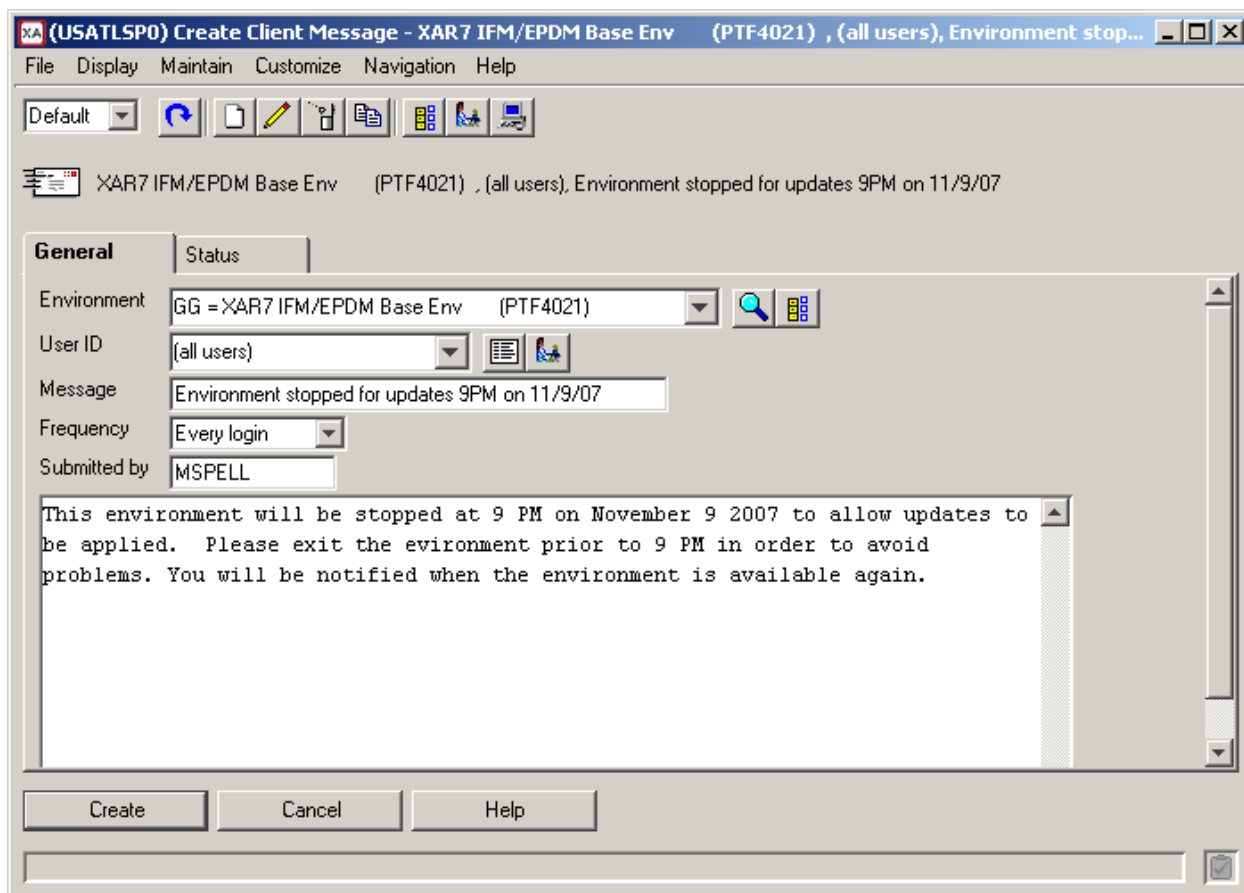 XA (USATLSP0) Create Client Message - XAR7 IFM/EPDM Base Env (PTF4021) , (all users), Environment stop...
File Display Maintain Customize Navigation Help
Default
XAR7 IFM/EPDM Base Env (PTF4021) , (all users), Environment stopped for updates 9PM on 11/9/07
General Status
Environment GG = XAR7 IFM/EPDM Base Env (PTF4021)
User ID (all users)
Message Environment stopped for updates 9PM on 11/9/07
Frequency Every login
Submitted by MSPELL
This environment will be stopped at 9 PM on November 9 2007 to allow updates to
be applied. Please exit the evironment prior to 9 PM in order to avoid
problems. You will be notified when the environment is available again.
Create Cancel Help